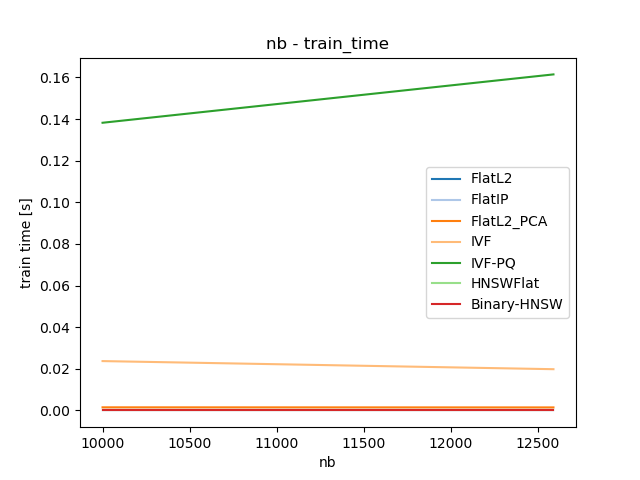 nb - train_time
train time [s]
0.16
0.14
0.12
0.10
0.08
0.06
0.04
0.02
0.00
FlatL2
FlatIP
FlatL2_PCA
IVF
IVF-PQ
HNSWFlat
Binary-HNSW
10000 10500 11000 11500 12000 12500
nb